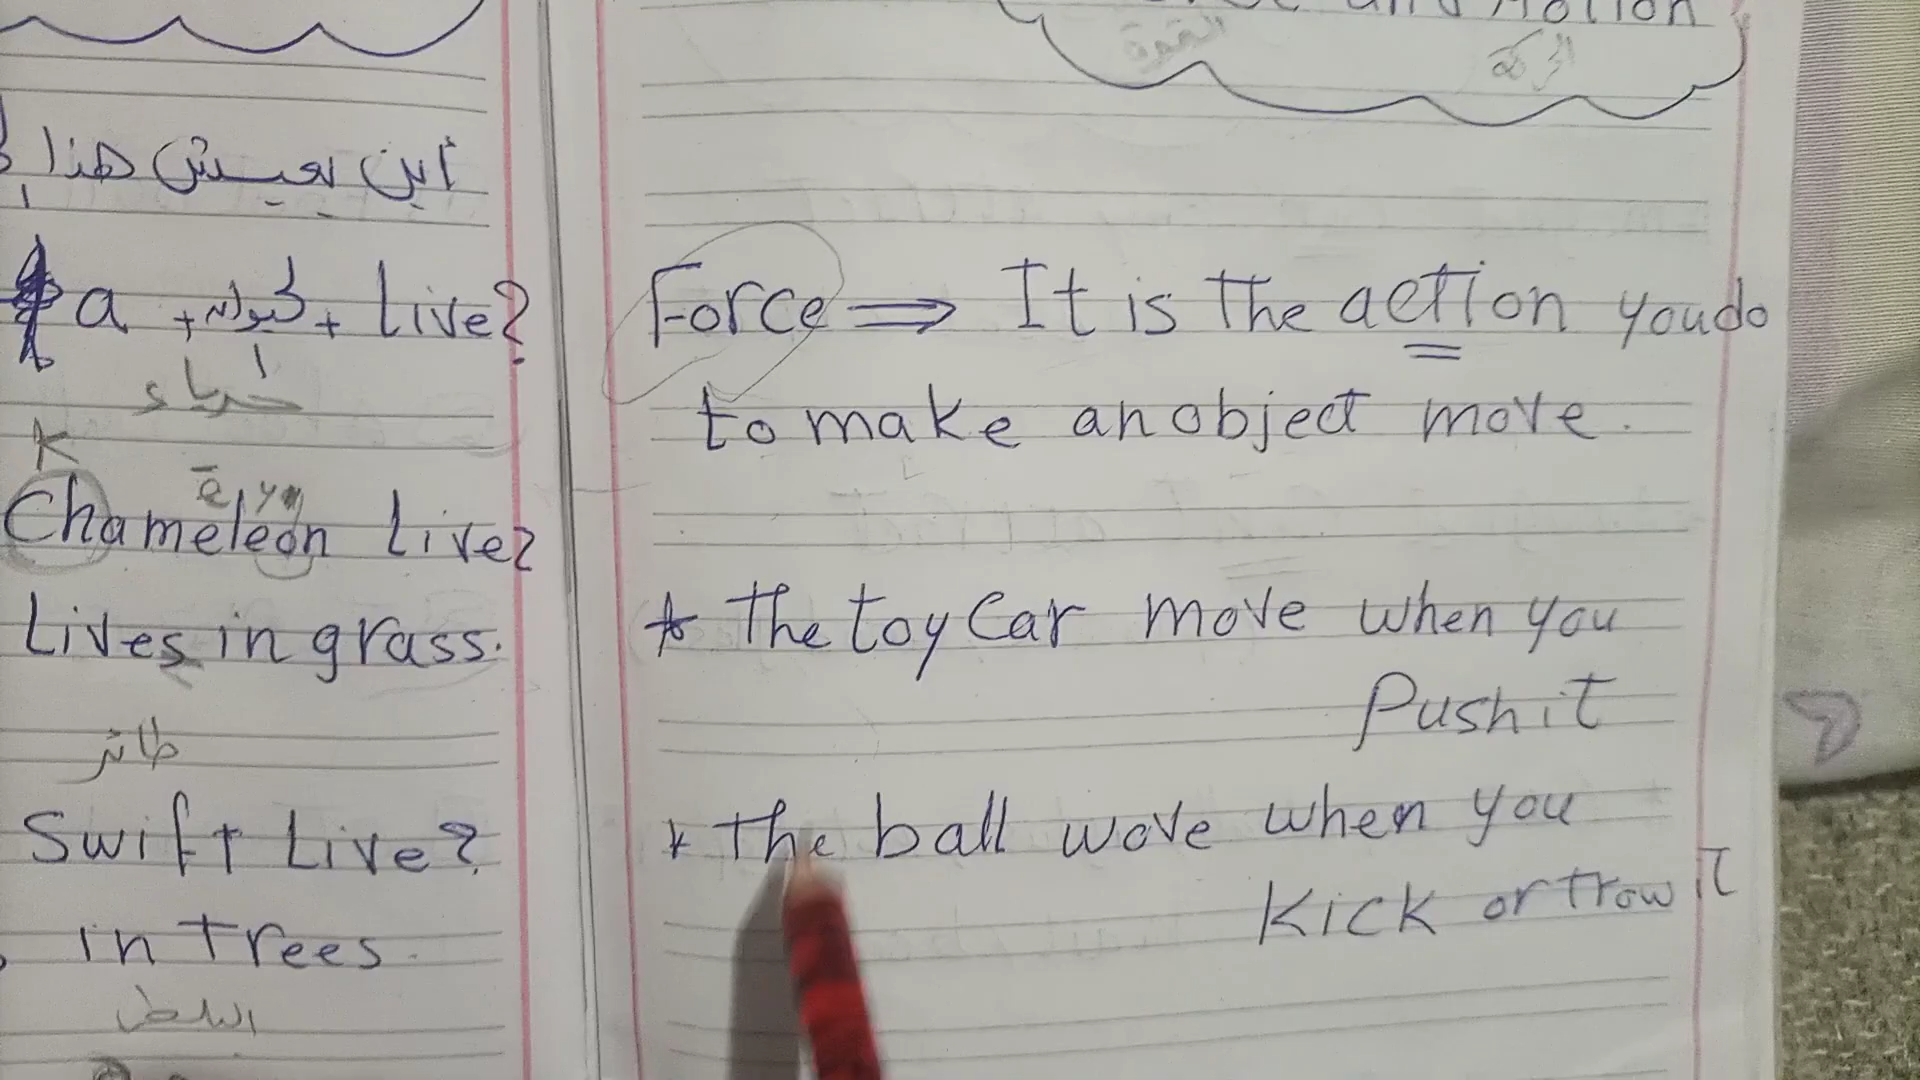 أين يعيش هذا
a + حيوان + Live?
حرباء
K
ē y
Chameleon Live?
Lives in grass.
طائر
Swift Live?
in Trees.
and Motion
القوة الحركة
Force ⇒ It is The action you do
to make an object move.
* The toy Car move when you
Push it
* The ball wove when you
Kick or Trow it